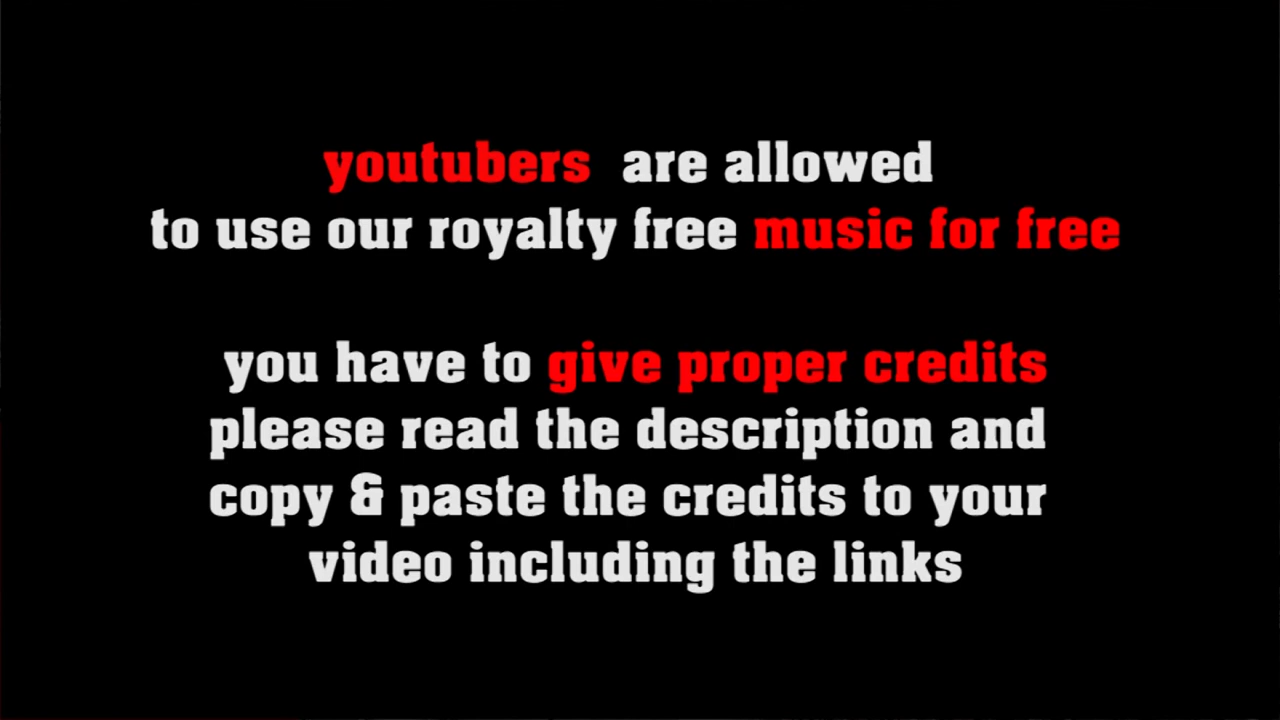 youtubers are allowed
to use our royalty free music for free
you have to give proper credits
please read the description and
copy & paste the credits to your
video including the links